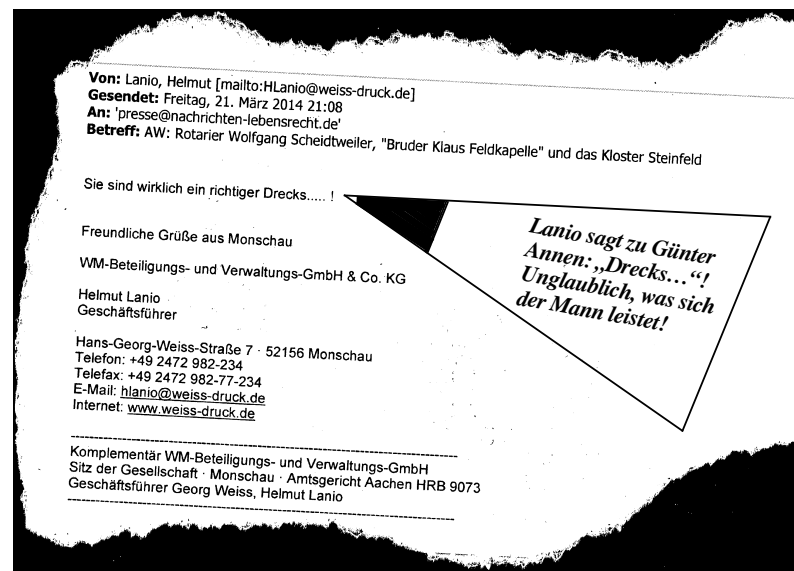 Von: Lanio, Helmut [mailto:HLanio@weiss-druck.de]
Gesendet: Freitag, 21. März 2014 21:08
An: 'presse@nachrichten-lebensrecht.de'
Betreff: AW: Rotarier Wolfgang Scheidtweiler, "Bruder Klaus Feldkapelle" und das Kloster Steinfeld
Sie sind wirklich ein richtiger Drecks..... !
Lanio sagt zu Günter
Annen: „Drecks…“!
Unglaublich, was sich
der Mann leistet!
Freundliche Grüße aus Monschau
WM-Beteiligungs- und Verwaltungs-GmbH & Co. KG
Helmut Lanio
Geschäftsführer
Hans-Georg-Weiss-Straße 7 · 52156 Monschau
Telefon: +49 2472 982-234
Telefax: +49 2472 982-77-234
E-Mail: hlanio@weiss-druck.de
Internet: www.weiss-druck.de
Komplementär WM-Beteiligungs- und Verwaltungs-GmbH
Sitz der Gesellschaft · Monschau · Amtsgericht Aachen HRB 9073
Geschäftsführer Georg Weiss, Helmut Lanio